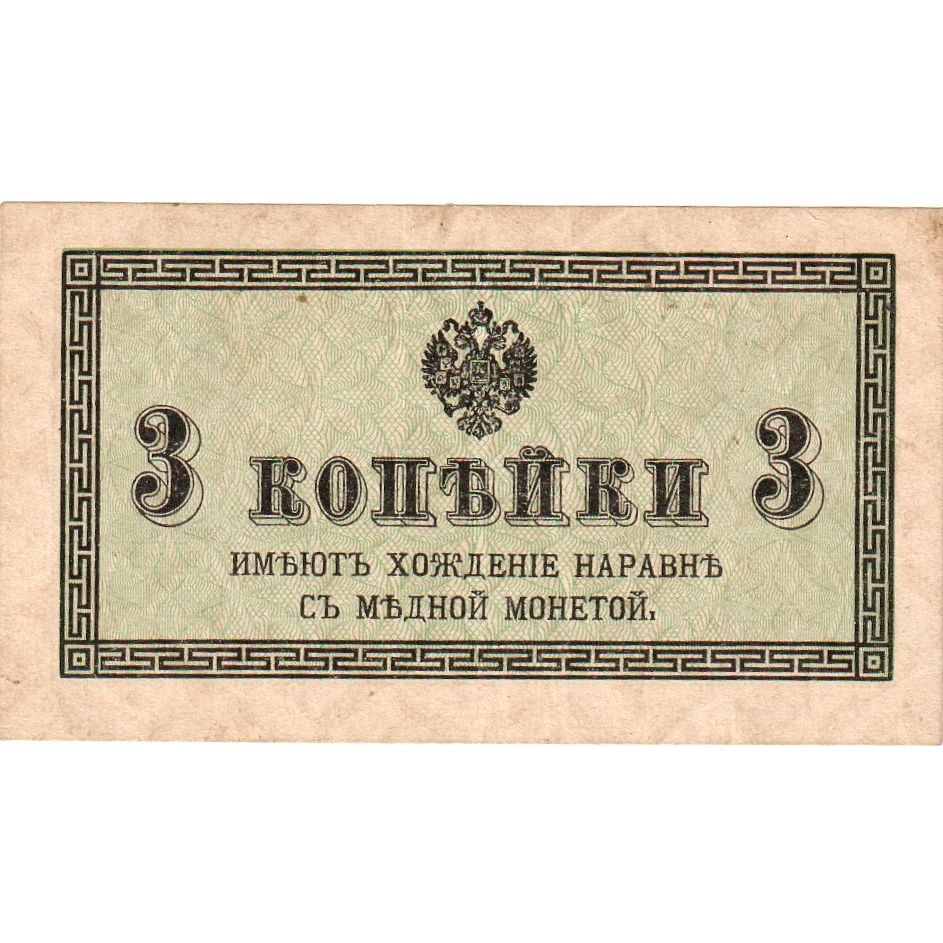 3 КОПѢЙКИ 3
ИМѢЮТЪ ХОЖДЕНІЕ НАРАВНѢ
СЪ МѢДНОЙ МОНЕТОЙ.